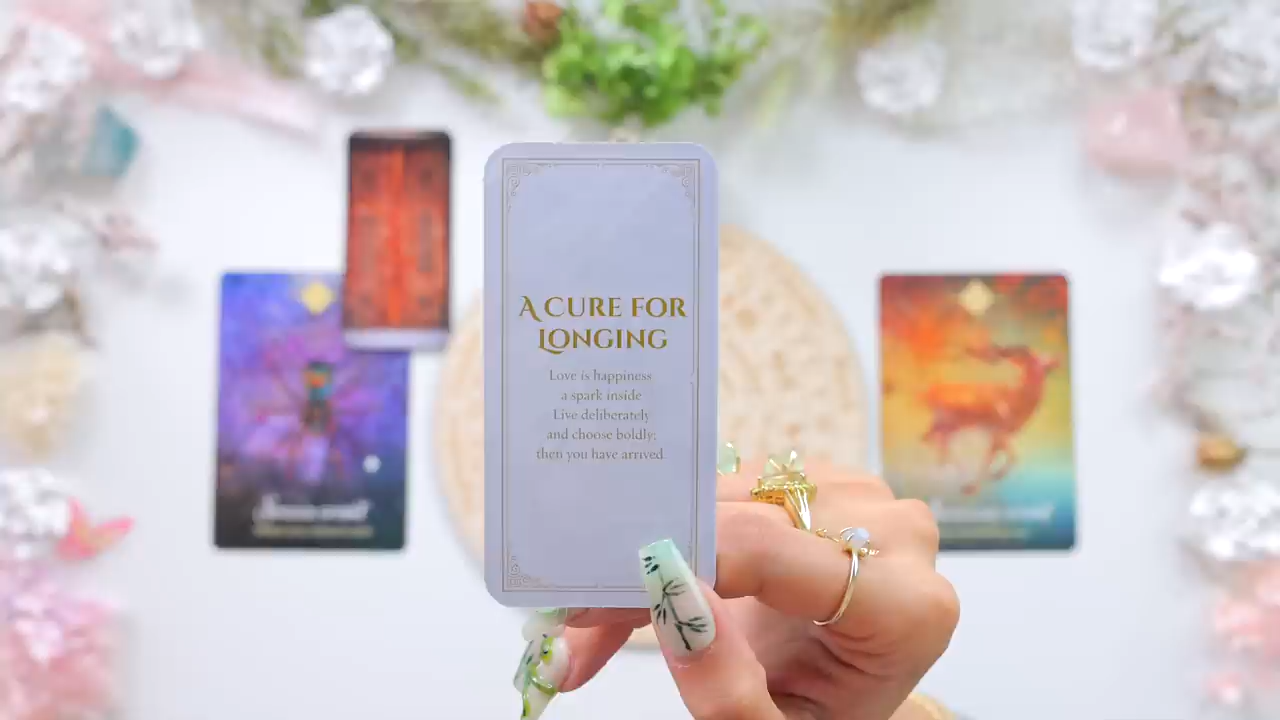 A CURE FOR
LONGING
Love is happiness
a spark inside
Live deliberately
and choose boldly;
then you have arrived